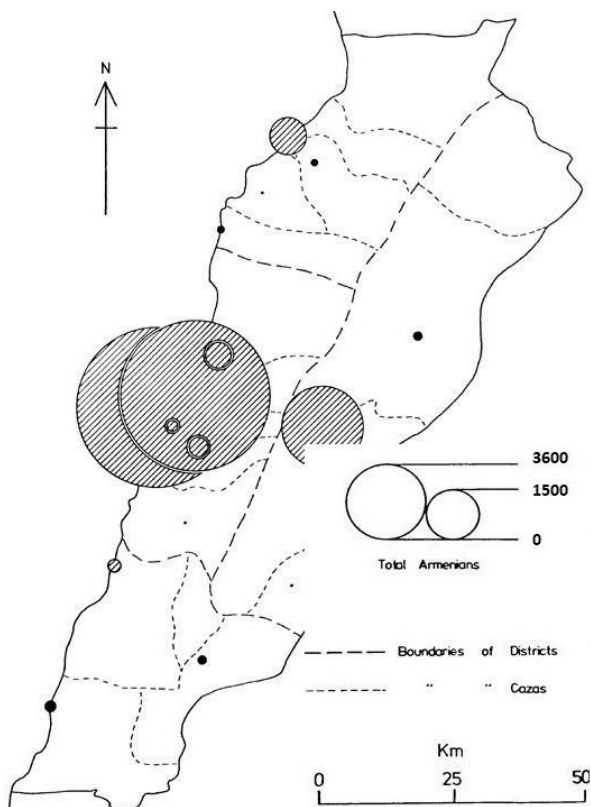 N
3600
1500
0
Total Armenians
Boundaries of Districts
" " Cazas
Km
0 25 50